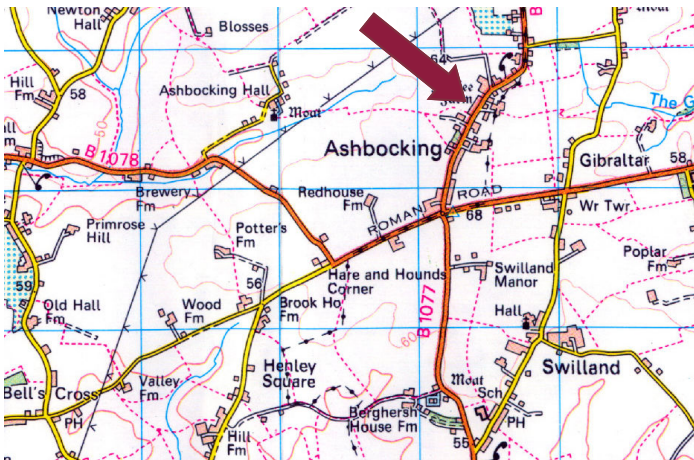 Newton
Hall
Blosses
Moat
B
64
Hill
Fm
58
50
Ashbocking Hall
Moat
The G
Ashbocking
Gibraltar
58
B1078
Brewery
Fm
Redhouse
Fm
ROMAN ROAD
68
Wr Twr
Primrose
Hill
Potter's
Fm
Poplar
Fm
59
56
Hare and Hounds
Corner
Swilland
Manor
Old Hall
Fm
Wood
Fm
Brook Ho
Fm
B1077
60
Hall
Henley
Square
Swilland
Bell's Cross
Valley
Fm
Moat
Sch
PH
Berghersh
House Fm
PH
Hill
Fm
55